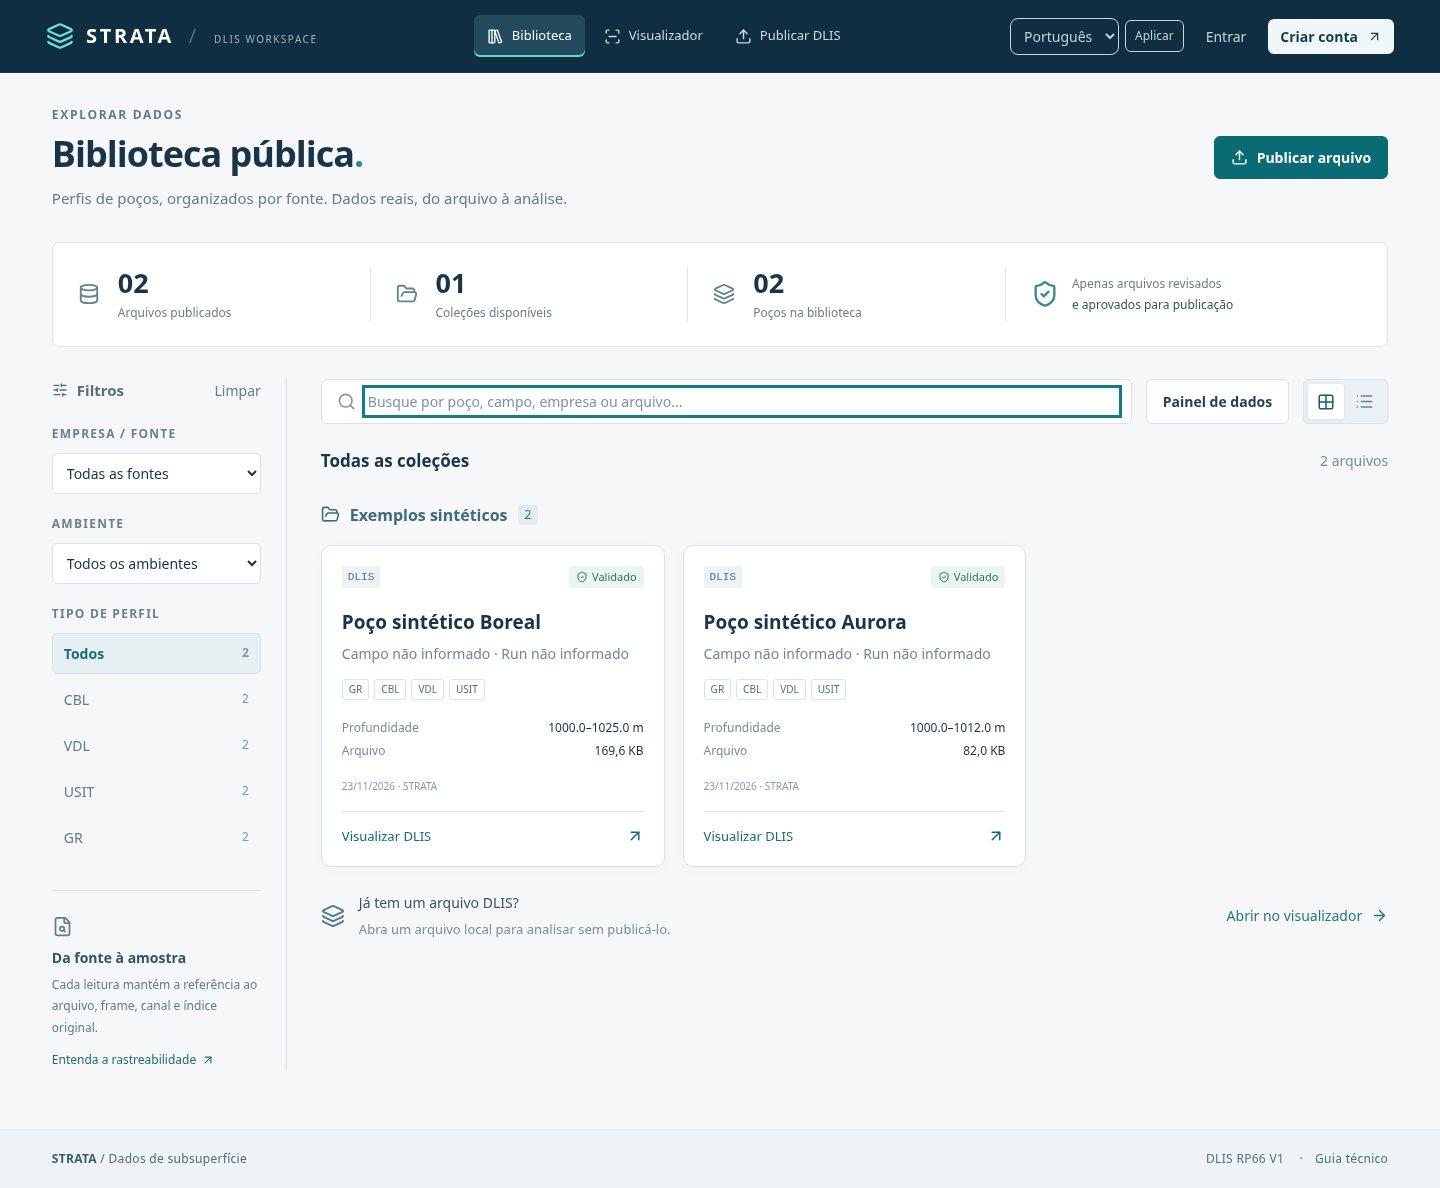 STRATA / DLIS WORKSPACE
Biblioteca
Visualizador
Publicar DLIS
Português
Aplicar
Entrar
Criar conta
EXPLORAR DADOS
Biblioteca pública.
Publicar arquivo
Perfis de poços, organizados por fonte. Dados reais, do arquivo à análise.
02
Arquivos publicados
01
Coleções disponíveis
02
Poços na biblioteca
Apenas arquivos revisados
e aprovados para publicação
Filtros
Limpar
EMPRESA / FONTE
Todas as fontes
AMBIENTE
Todos os ambientes
TIPO DE PERFIL
Todos 2
CBL 2
VDL 2
USIT 2
GR 2
Da fonte à amostra
Cada leitura mantém a referência ao
arquivo, frame, canal e índice
original.
Entenda a rastreabilidade
Busque por poço, campo, empresa ou arquivo...
Painel de dados
Todas as coleções
2 arquivos
Exemplos sintéticos 2
DLIS
Validado
Poço sintético Boreal
Campo não informado · Run não informado
GR CBL VDL USIT
Profundidade 1000.0–1025.0 m
Arquivo 169,6 KB
23/11/2026 · STRATA
Visualizar DLIS
DLIS
Validado
Poço sintético Aurora
Campo não informado · Run não informado
GR CBL VDL USIT
Profundidade 1000.0–1012.0 m
Arquivo 82,0 KB
23/11/2026 · STRATA
Visualizar DLIS
Já tem um arquivo DLIS?
Abra um arquivo local para analisar sem publicá-lo.
Abrir no visualizador
STRATA / Dados de subsuperfície
DLIS RP66 V1 · Guia técnico